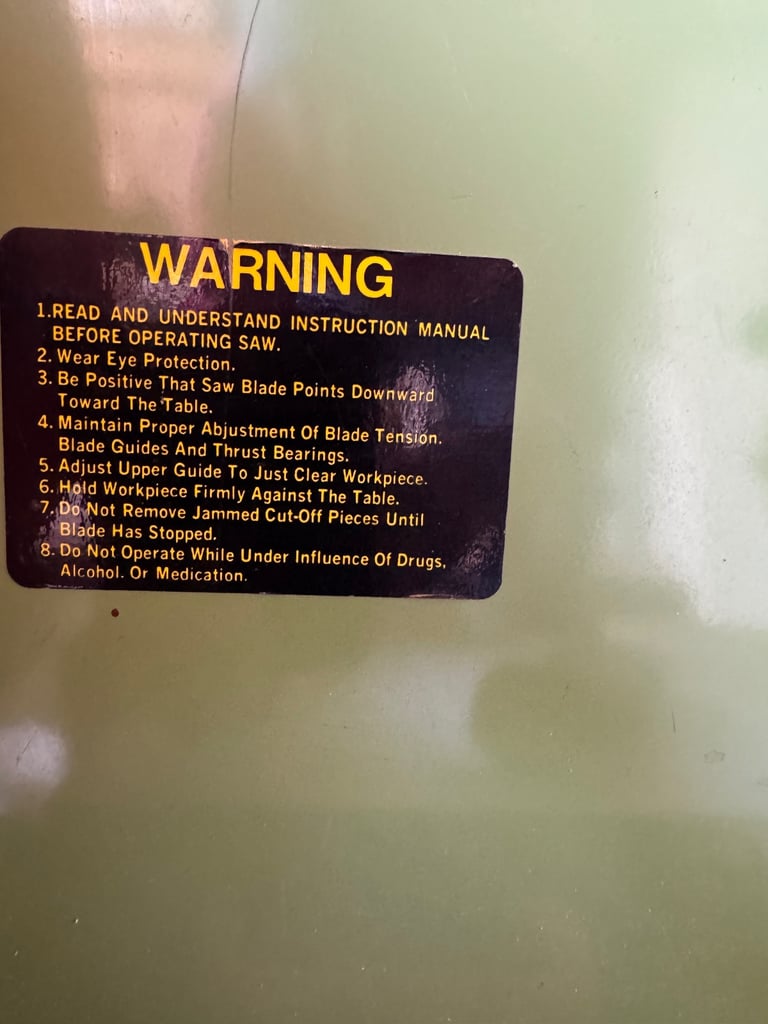 WARNING
1.READ AND UNDERSTAND INSTRUCTION MANUAL
BEFORE OPERATING SAW.
2. Wear Eye Protection.
3. Be Positive That Saw Blade Points Downward
Toward The Table.
4. Maintain Proper Abjustment Of Blade Tension.
Blade Guides And Thrust Bearings.
5. Adjust Upper Guide To Just Clear Workpiece.
6. Hold Workpiece Firmly Against The Table.
7. Do Not Remove Jammed Cut-Off Pieces Until
Blade Has Stopped.
8. Do Not Operate While Under Influence Of Drugs,
Alcohol. Or Medication.